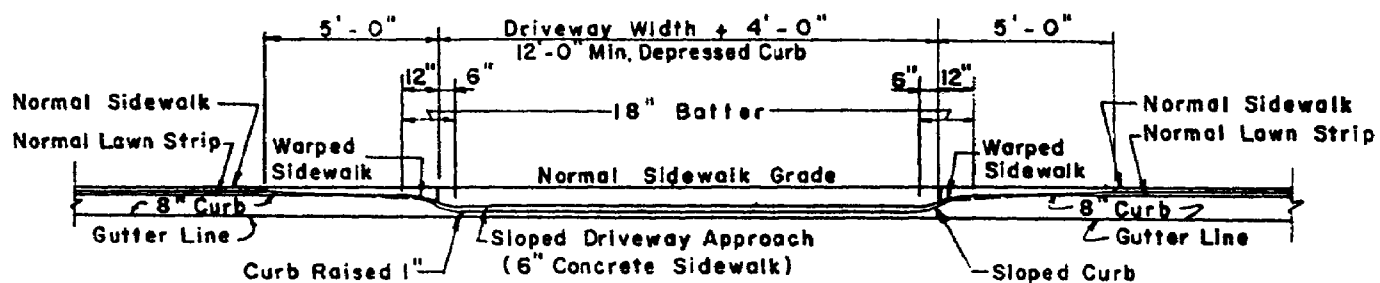 5'-0"
Driveway Width + 4'-0"
5'-0"
12'-0" Min, Depressed Curb
12"
6"
6"
12"
18" Batter
Normal Sidewalk
Normal Lawn Strip
Warped
Sidewalk
Normal Sidewalk Grade
Warped
Sidewalk
Normal Sidewalk
Normal Lawn Strip
8" Curb
8" Curb
Gutter Line
Gutter Line
Sloped Driveway Approach
(6" Concrete Sidewalk)
Curb Raised 1"
Sloped Curb